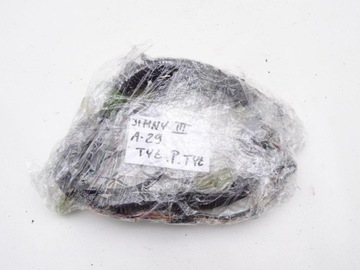 JIMNY III
A-29
TYŁ P. TYŁ